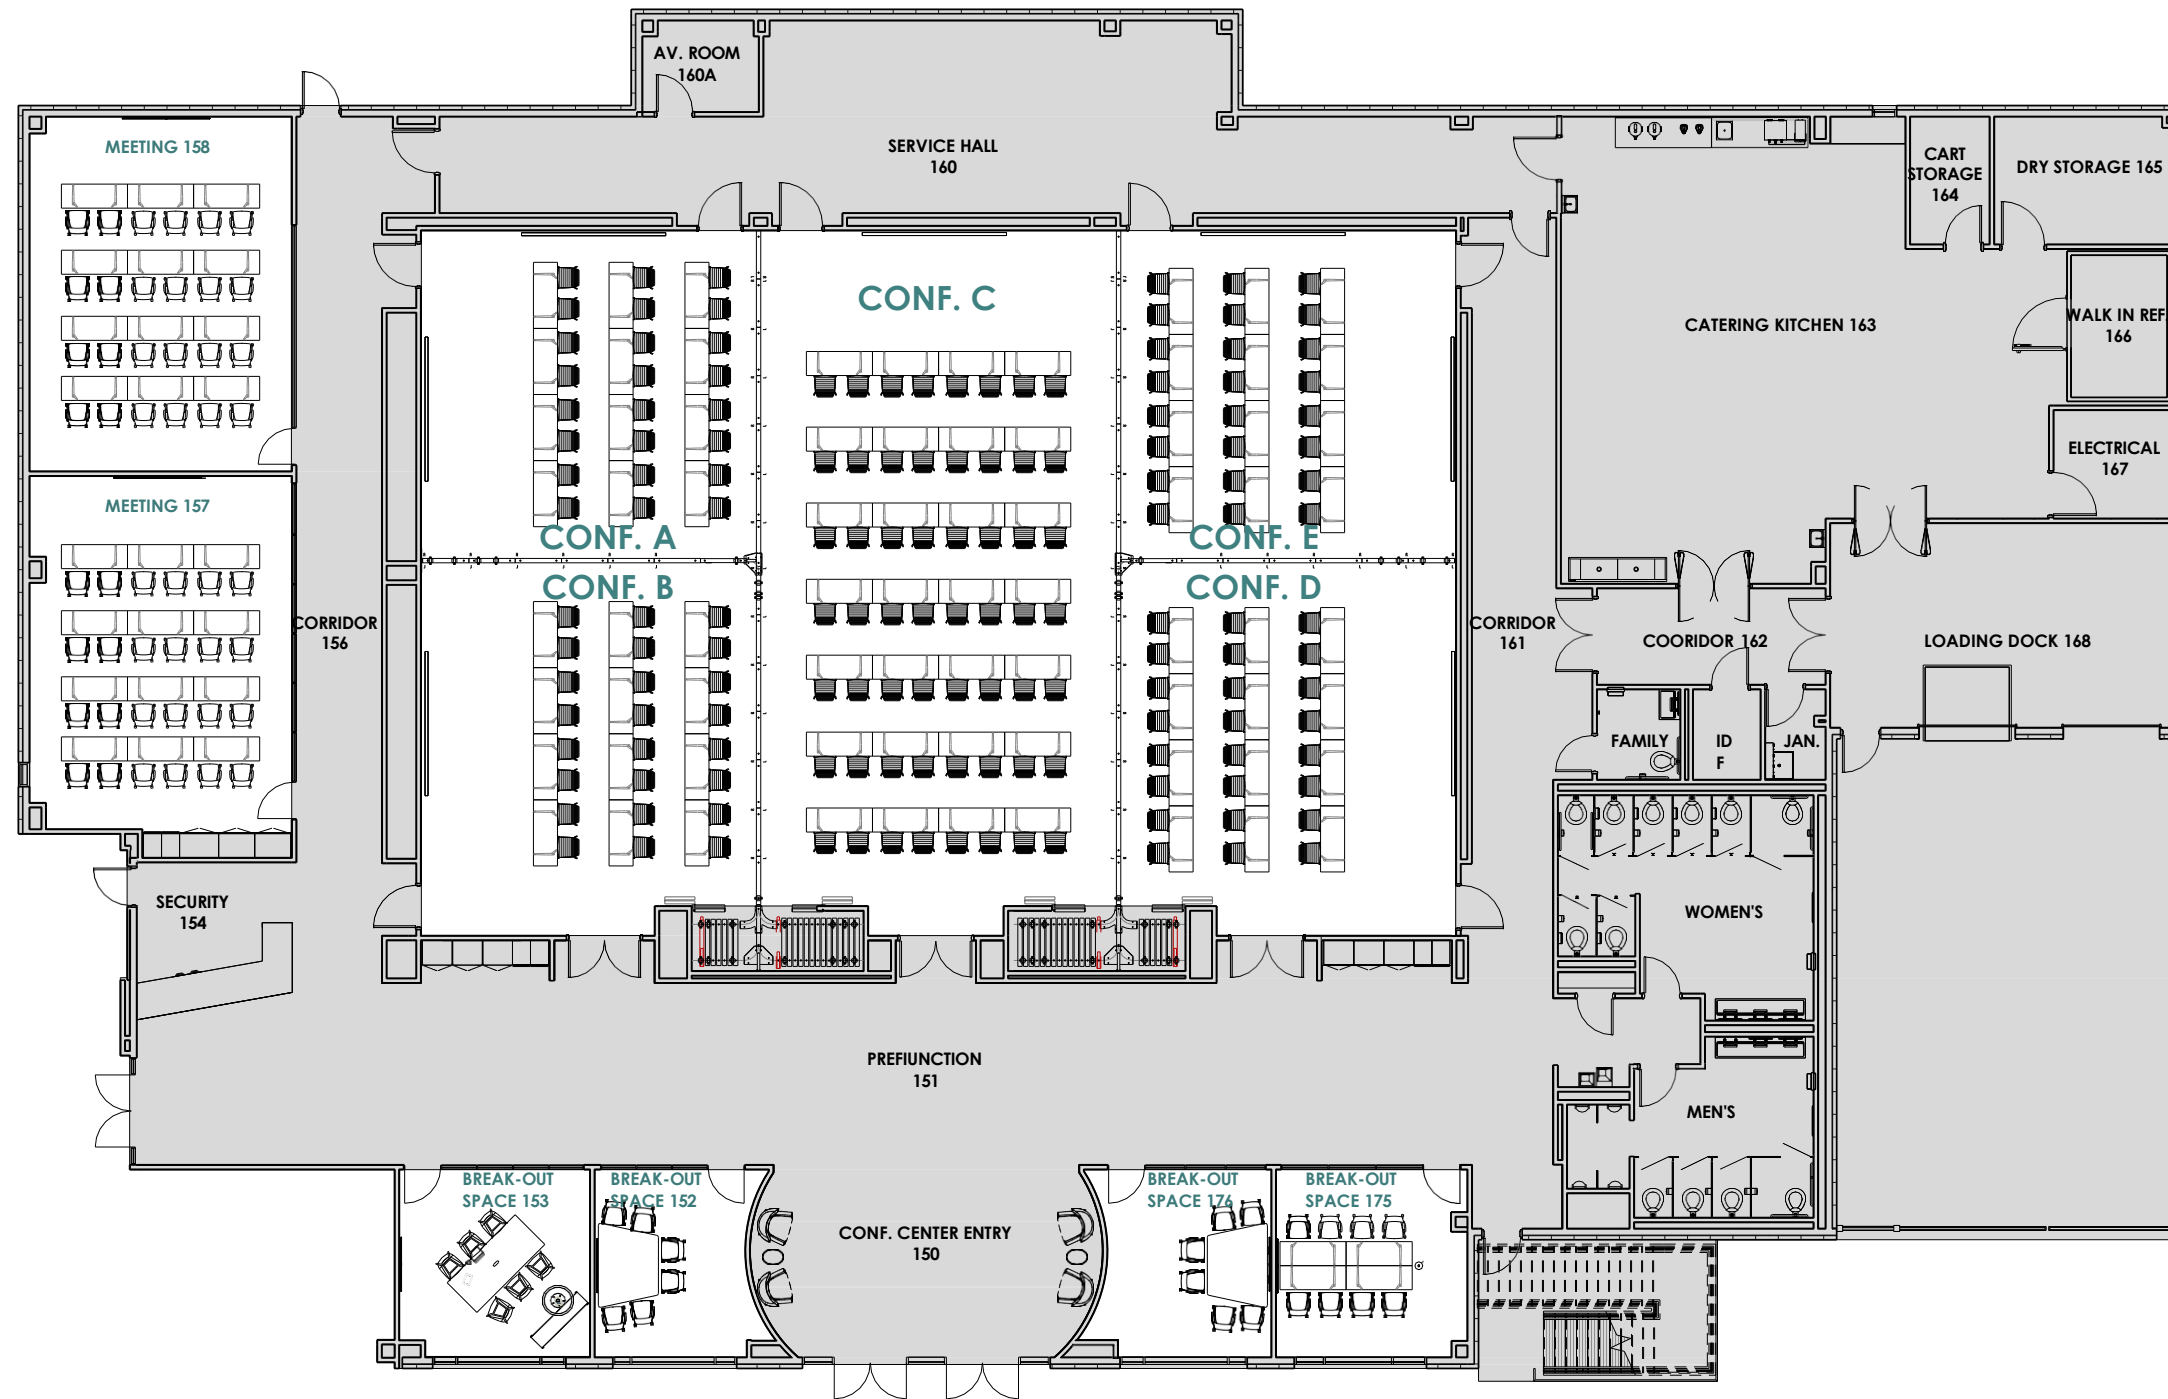 AV. ROOM
160A
MEETING 158
SERVICE HALL
160
CART
STORAGE
164
DRY STORAGE 165
CONF. C
CATERING KITCHEN 163
WALK IN REF.
166
ELECTRICAL
167
MEETING 157
CONF. A
CONF. E
CONF. B
CONF. D
CORRIDOR
156
CORRIDOR
161
COORIDOR 162
LOADING DOCK 168
FAMILY
ID
F
JAN.
SECURITY
154
WOMEN'S
PREFIUNCTION
151
MEN'S
BREAK-OUT
SPACE 153
BREAK-OUT
SPACE 152
BREAK-OUT
SPACE 176
BREAK-OUT
SPACE 175
CONF. CENTER ENTRY
150